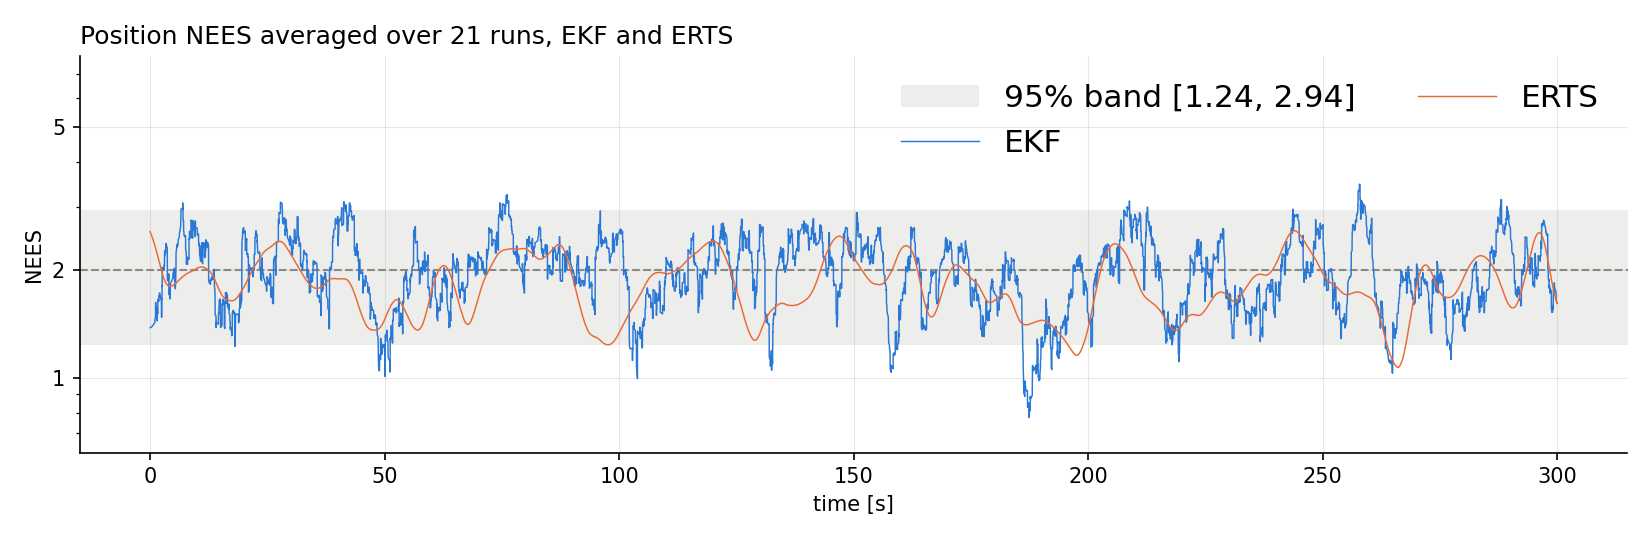 Position NEES averaged over 21 runs, EKF and ERTS
95% band [1.24, 2.94]
EKF
ERTS
NEES
5
2
1
0 50 100 150 200 250 300
time [s]